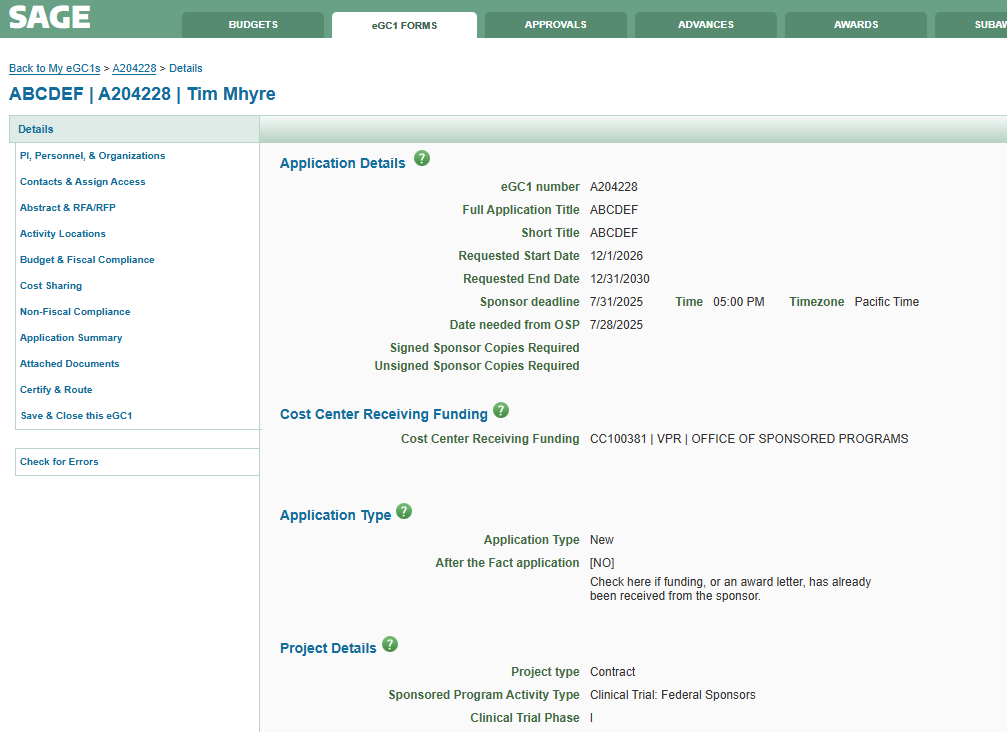 SAGE
BUDGETS
eGC1 FORMS
APPROVALS
ADVANCES
AWARDS
SUBAW
Back to My eGC1s > A204228 > Details
ABCDEF | A204228 | Tim Mhyre
Details
PI, Personnel, & Organizations
Contacts & Assign Access
Abstract & RFA/RFP
Activity Locations
Budget & Fiscal Compliance
Cost Sharing
Non-Fiscal Compliance
Application Summary
Attached Documents
Certify & Route
Save & Close this eGC1
Check for Errors
Application Details ?
eGC1 number A204228
Full Application Title ABCDEF
Short Title ABCDEF
Requested Start Date 12/1/2026
Requested End Date 12/31/2030
Sponsor deadline 7/31/2025 Time 05:00 PM Timezone Pacific Time
Date needed from OSP 7/28/2025
Signed Sponsor Copies Required
Unsigned Sponsor Copies Required
Cost Center Receiving Funding ?
Cost Center Receiving Funding CC100381 | VPR | OFFICE OF SPONSORED PROGRAMS
Application Type ?
Application Type New
After the Fact application [NO]
Check here if funding, or an award letter, has already
been received from the sponsor.
Project Details ?
Project type Contract
Sponsored Program Activity Type Clinical Trial: Federal Sponsors
Clinical Trial Phase I